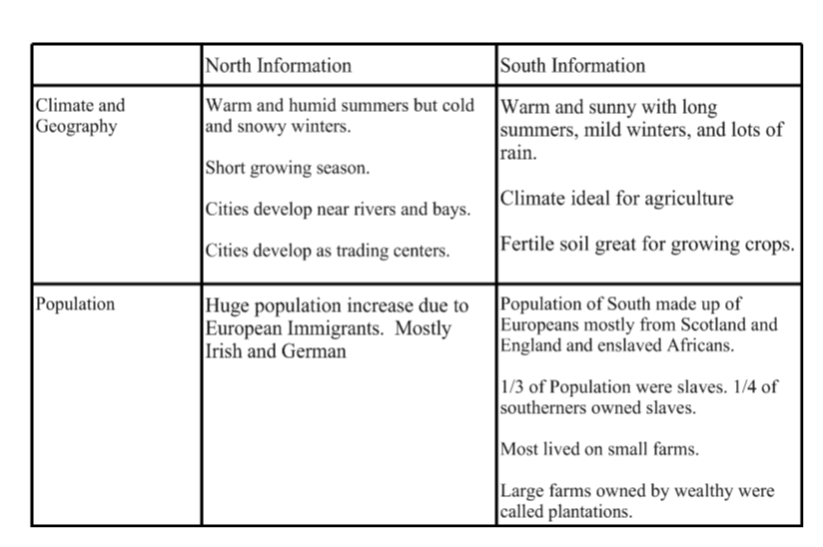 North Information
South Information
Climate and
Geography
Warm and humid summers but cold
and snowy winters.
Short growing season.
Cities develop near rivers and bays.
Cities develop as trading centers.
Warm and sunny with long
summers, mild winters, and lots of
rain.
Climate ideal for agriculture
Fertile soil great for growing crops.
Population
Huge population increase due to
European Immigrants.  Mostly
Irish and German
Population of South made up of
Europeans mostly from Scotland and
England and enslaved Africans.
1/3 of Population were slaves. 1/4 of
southerners owned slaves.
Most lived on small farms.
Large farms owned by wealthy were
called plantations.